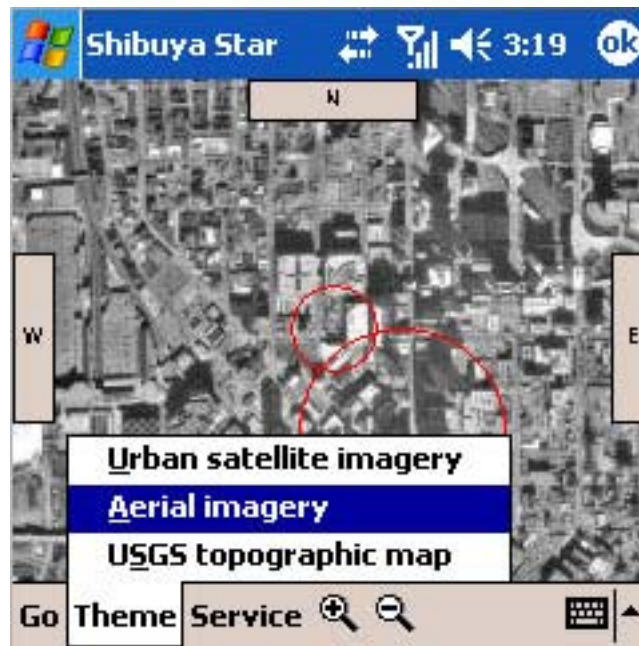 Shibuya Star 3:19 ok
N
W E
Urban satellite imagery
Aerial imagery
USGS topographic map
Go Theme Service